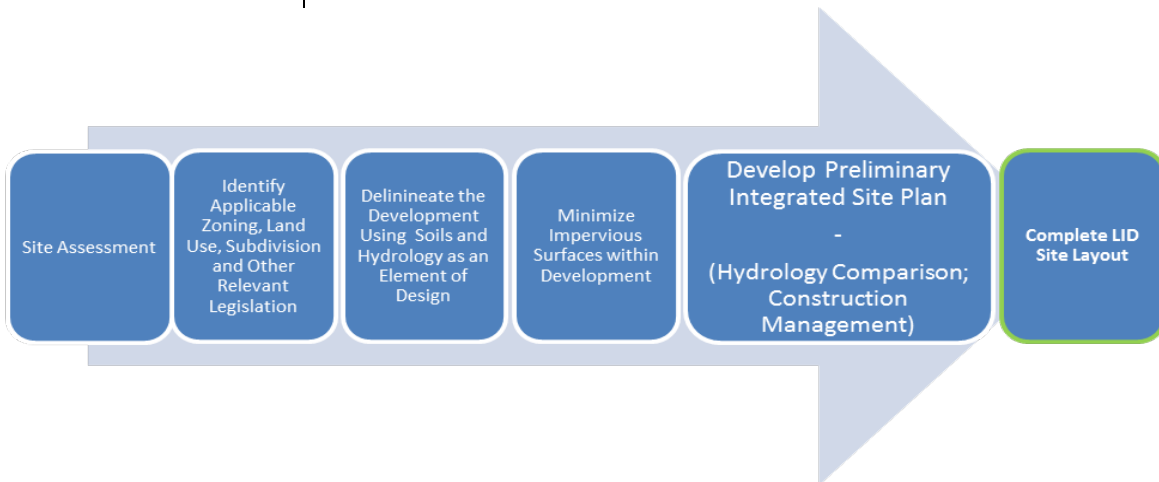 Site Assessment
Identify
Applicable
Zoning, Land
Use, Subdivision
and Other
Relevant
Legislation
Delinineate the
Development
Using Soils and
Hydrology as an
Element of
Design
Minimize
Impervious
Surfaces within
Development
Develop Preliminary
Integrated Site Plan
-
(Hydrology Comparison;
Construction
Management)
Complete LID
Site Layout